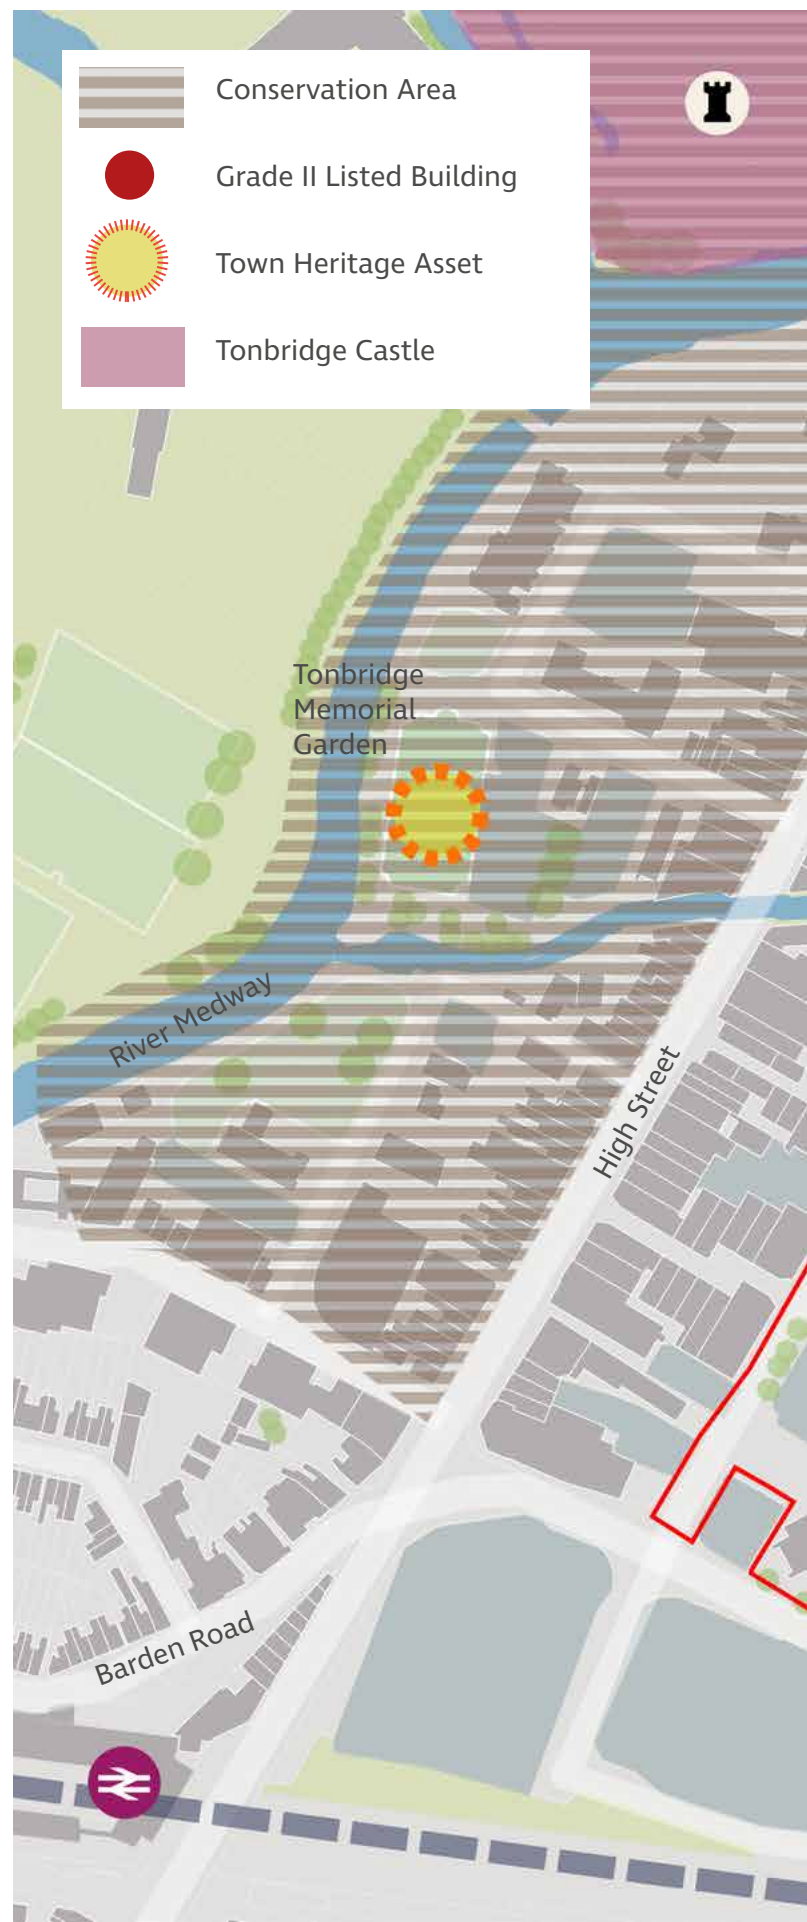 Conservation Area
Grade II Listed Building
Town Heritage Asset
Tonbridge Castle
Tonbridge
Memorial
Garden
River Medway
High Street
Barden Road